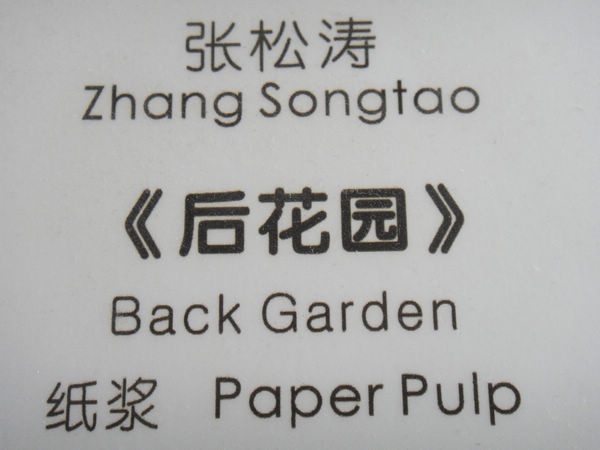 张松涛
Zhang Songtao
《后花园》
Back Garden
纸浆 Paper Pulp